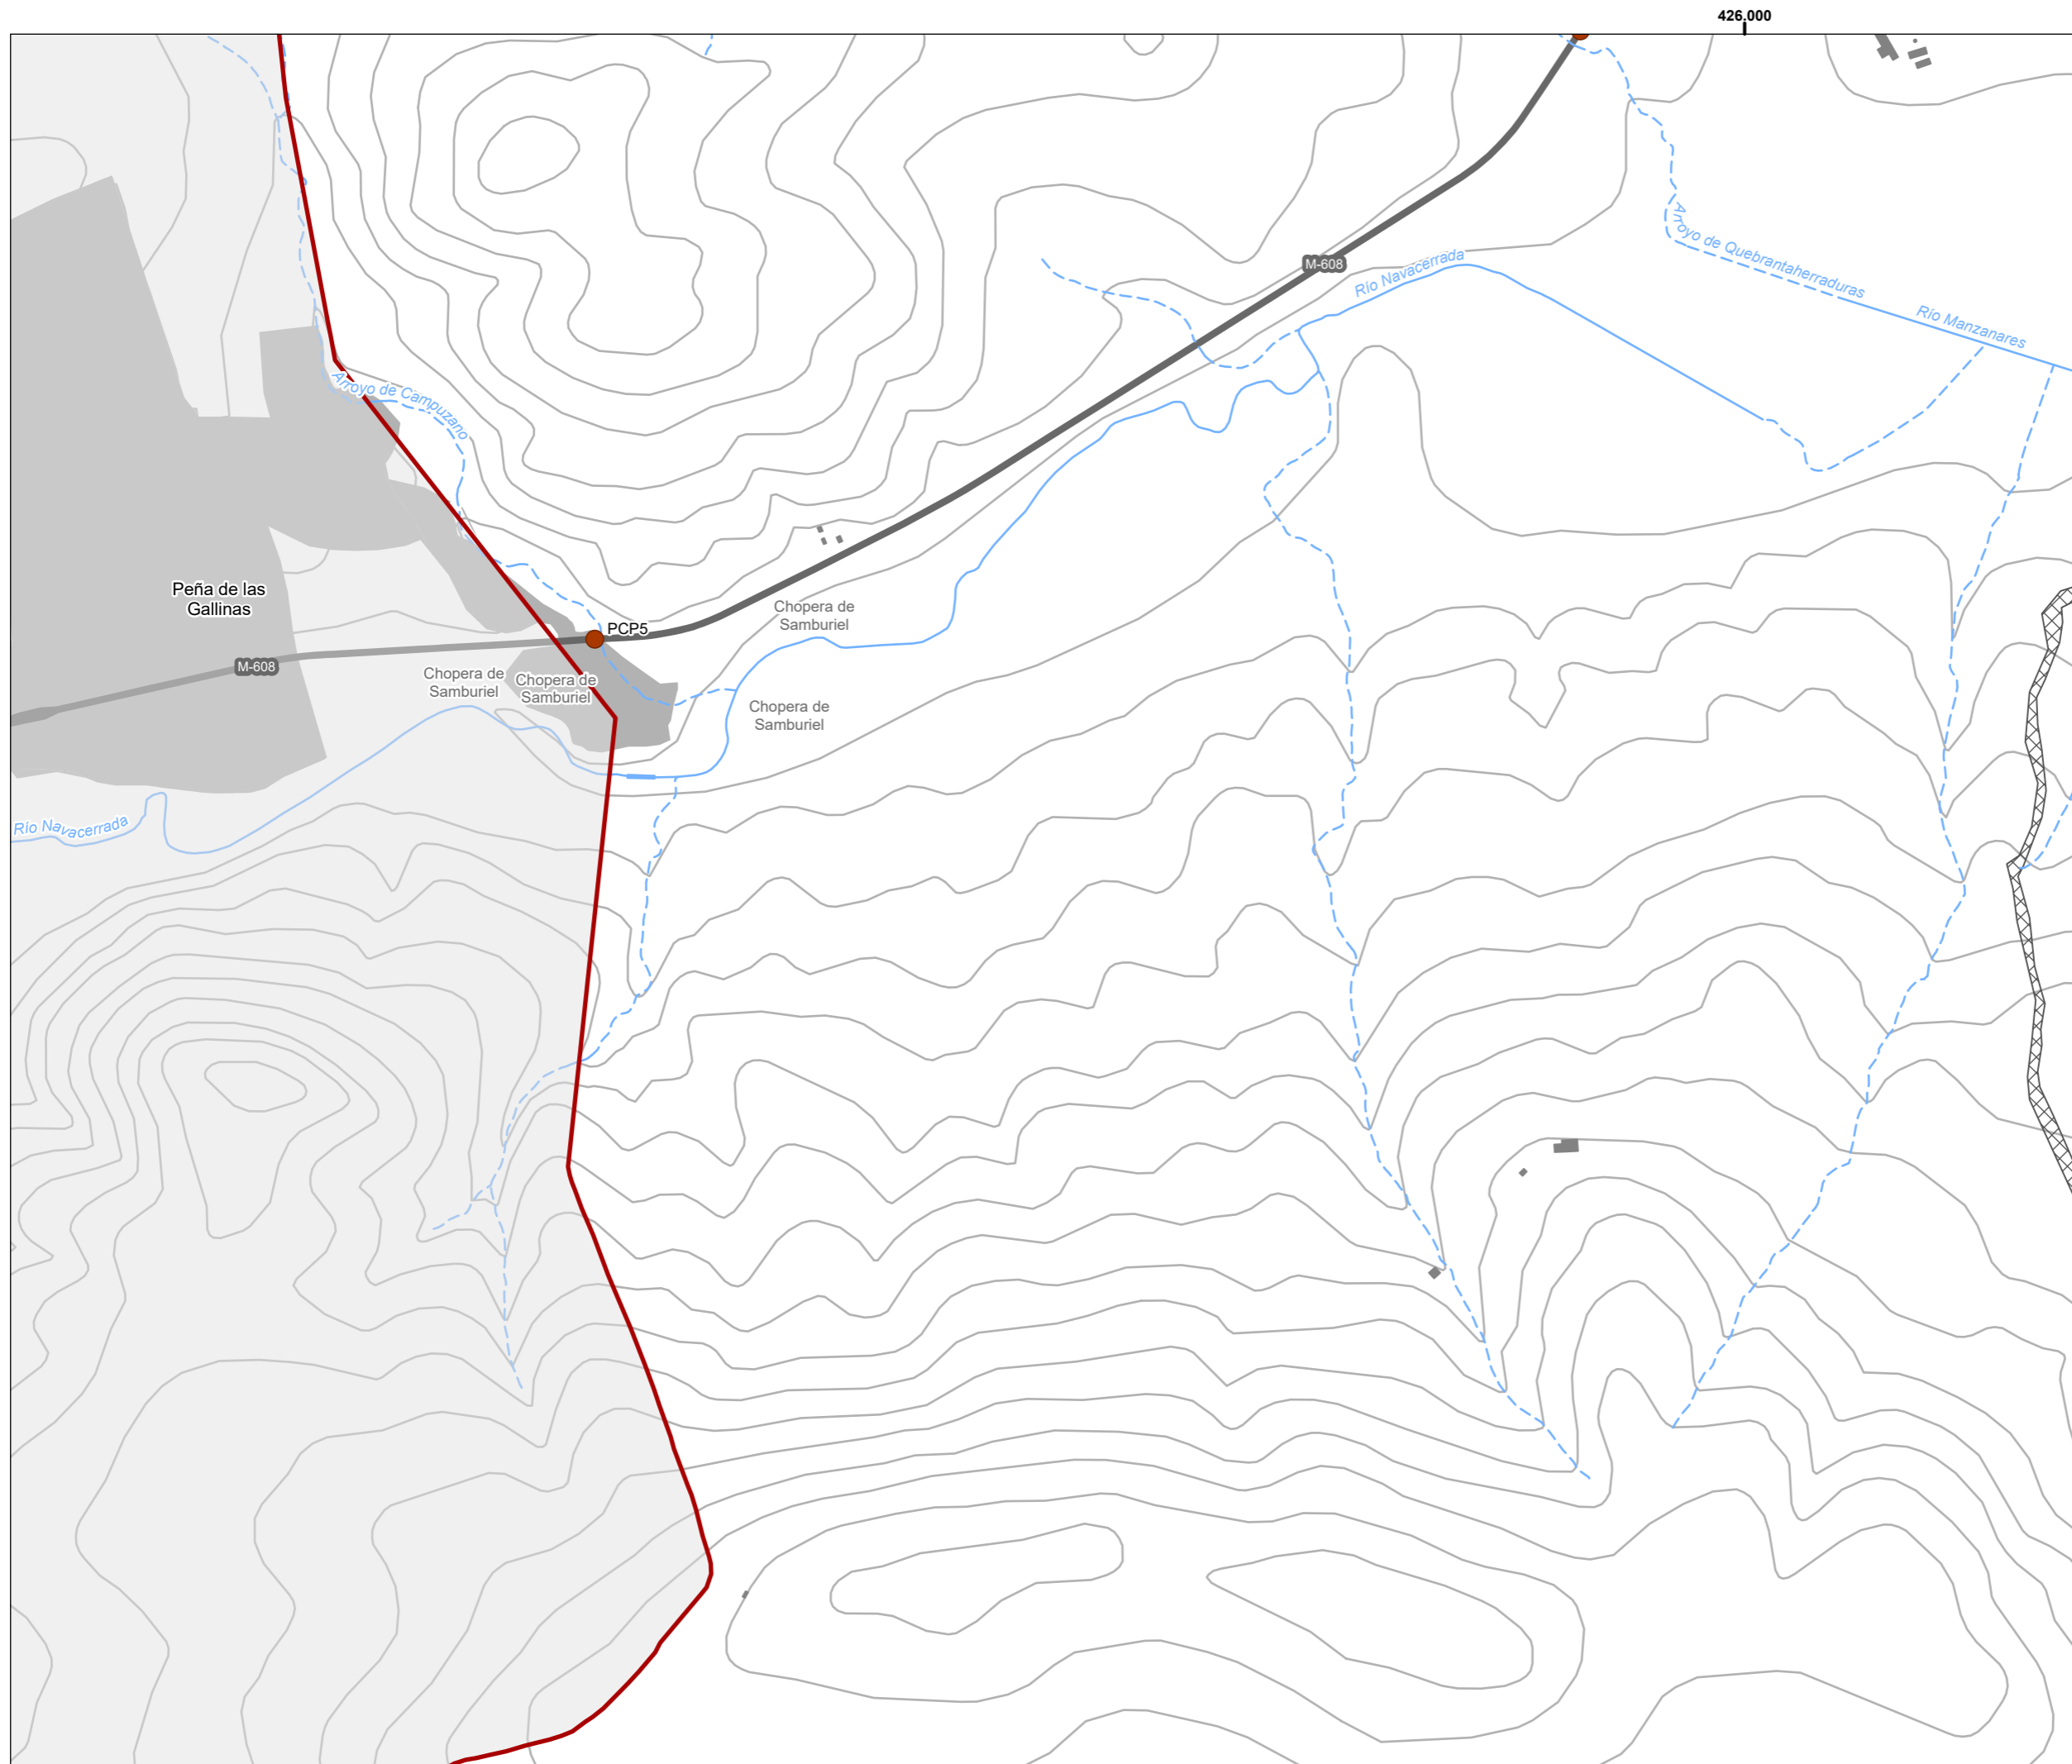 426.000
M-608
Río Navacerrada
Arroyo de Quebrantaherraduras
Río Manzanares
Arroyo de Campuzano
Peña de las
Gallinas
PCP5
Chopera de
Samburiel
M-608
Chopera de
Samburiel
Chopera de
Samburiel
Chopera de
Samburiel
Río Navacerrada